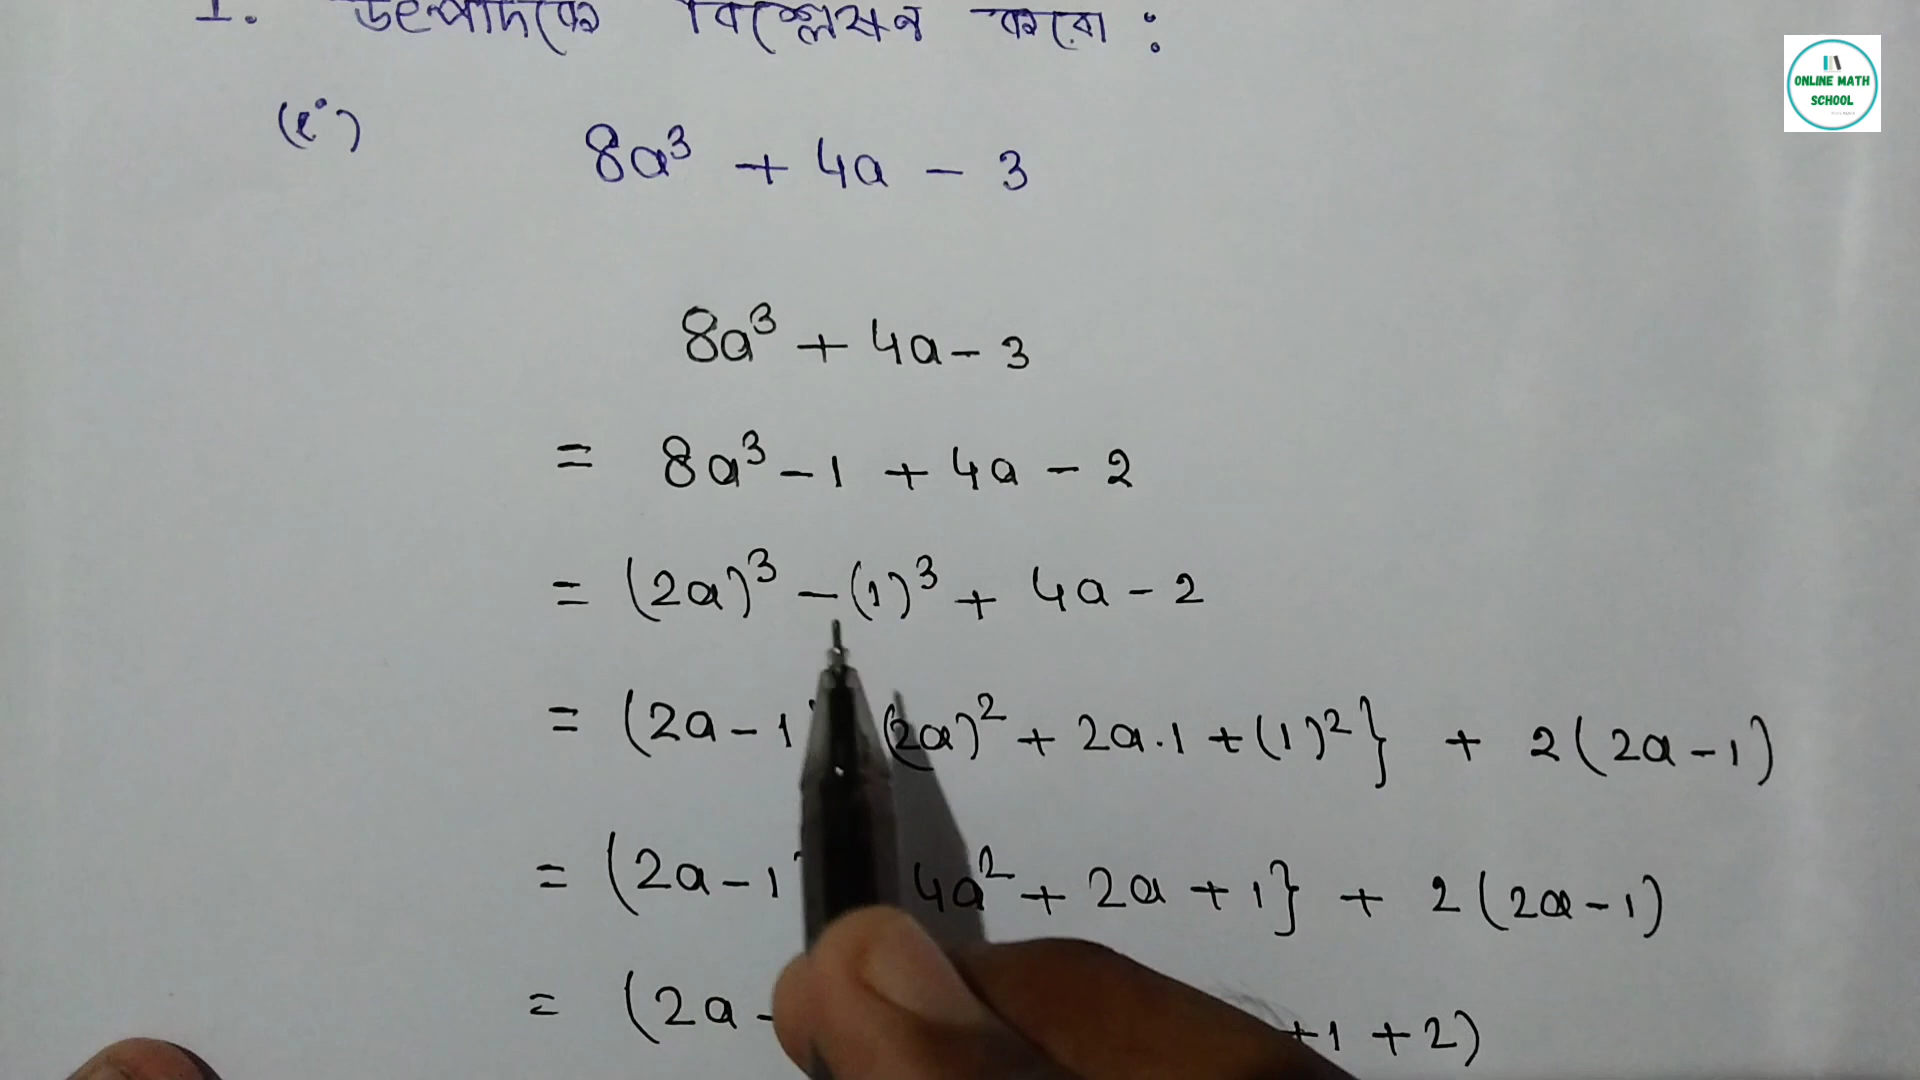 1. উৎপাদকে বিশ্লেষন করো :
ONLINE MATH
SCHOOL
(i)
8a³ + 4a - 3
8a³ + 4a - 3
= 8a³ - 1 + 4a - 2
= (2a)³ - (1)³ + 4a - 2
= (2a - 1 (2a)² + 2a.1 + (1)²} + 2(2a - 1)
= (2a - 1 4a² + 2a + 1} + 2(2a - 1)
= (2a - +1 + 2)